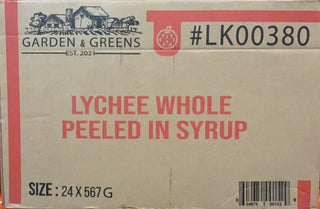 #LK00380
GARDEN & GREENS
EST. 2021
LYCHEE WHOLE
PEELED IN SYRUP
SIZE : 24 X 567 G